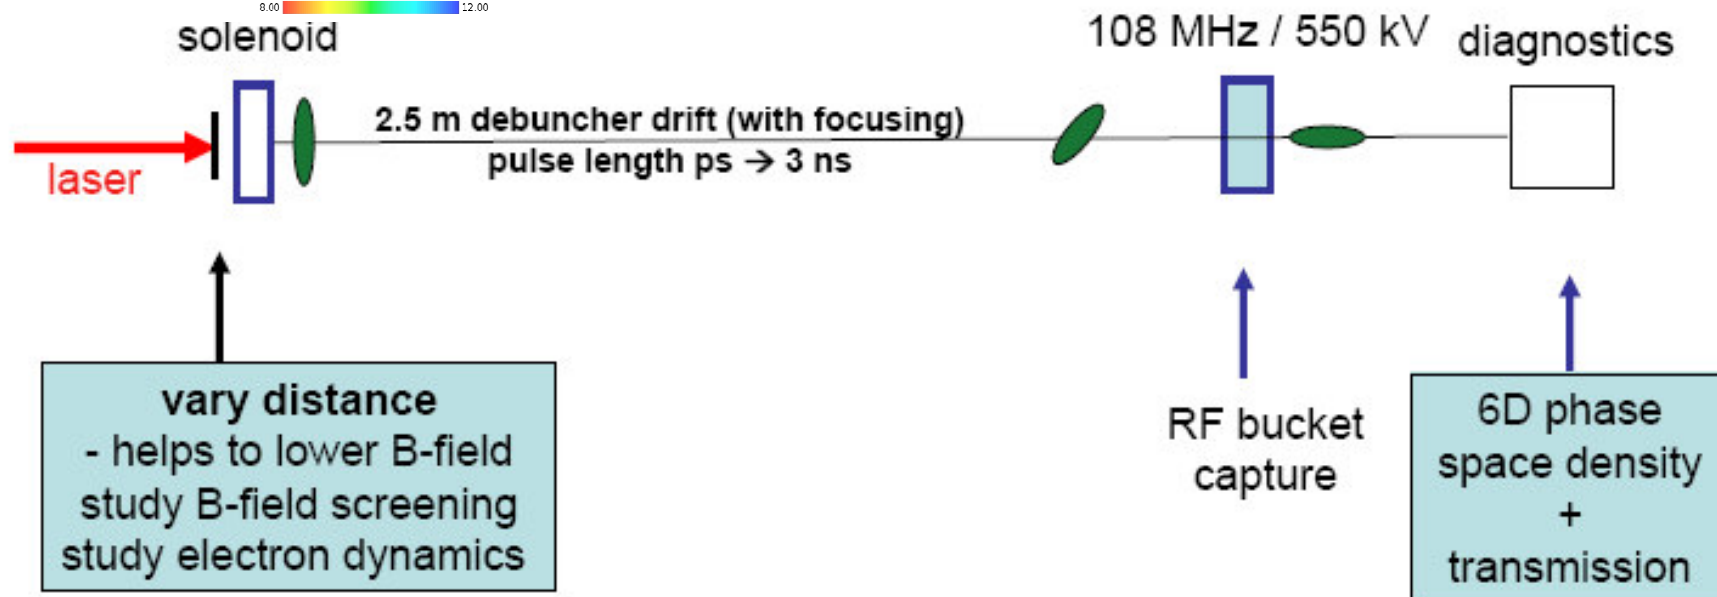 8.00 12.00
solenoid
108 MHz / 550 kV
diagnostics
2.5 m debuncher drift (with focusing)
pulse length ps → 3 ns
laser
vary distance
- helps to lower B-field
study B-field screening
study electron dynamics
RF bucket
capture
6D phase
space density
+
transmission